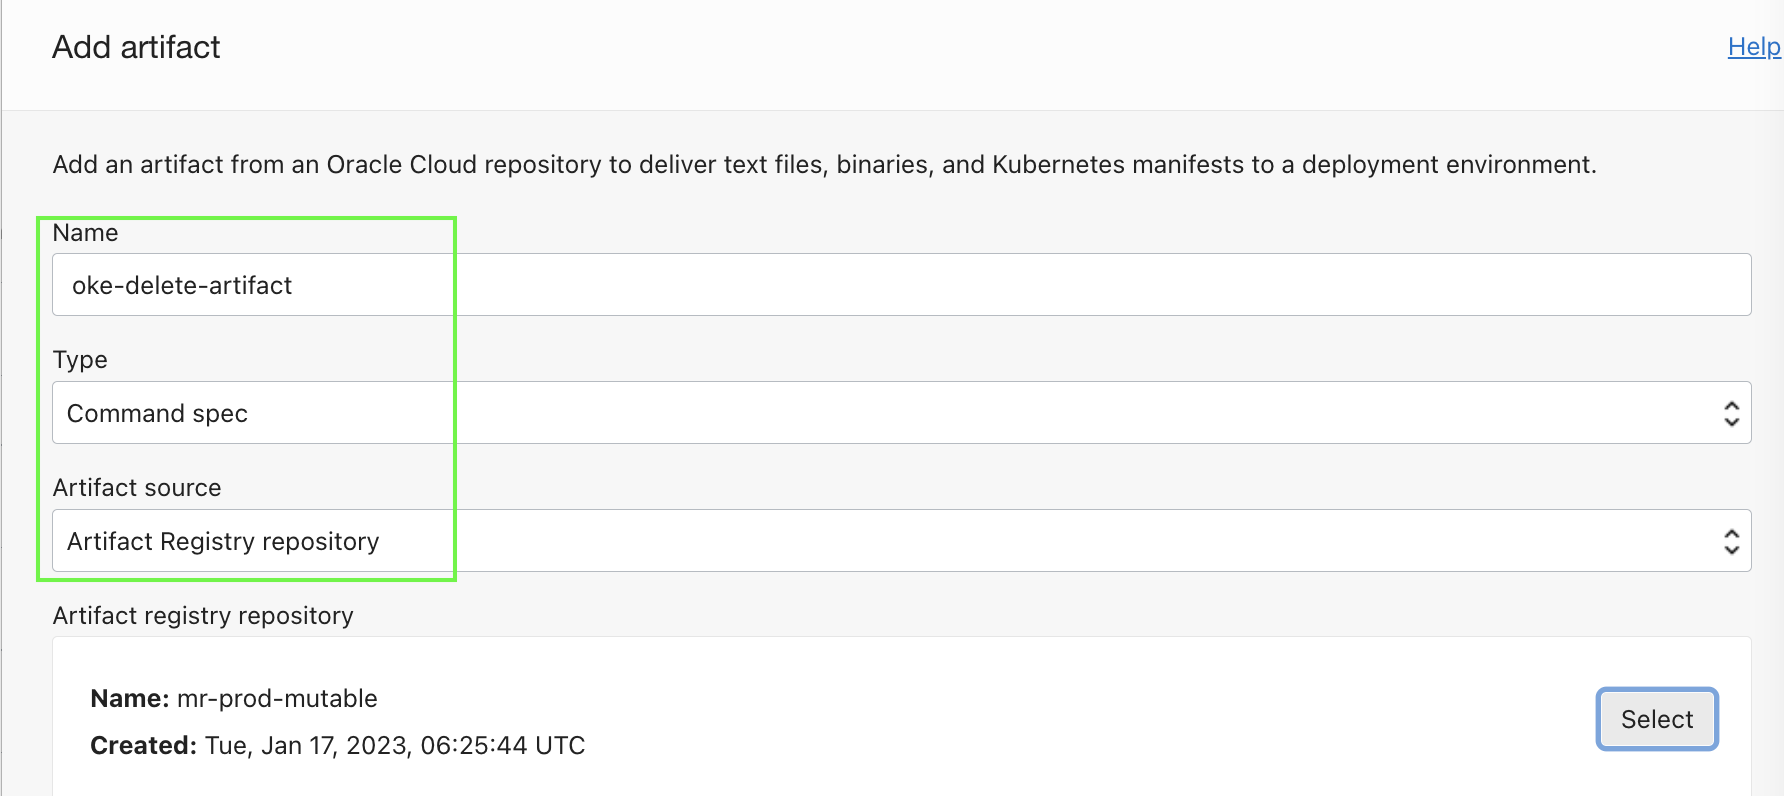 Add artifact
Help
Add an artifact from an Oracle Cloud repository to deliver text files, binaries, and Kubernetes manifests to a deployment environment.
Name
oke-delete-artifact
Type
Command spec
Artifact source
Artifact Registry repository
Artifact registry repository
Name: mr-prod-mutable
Select
Created: Tue, Jan 17, 2023, 06:25:44 UTC